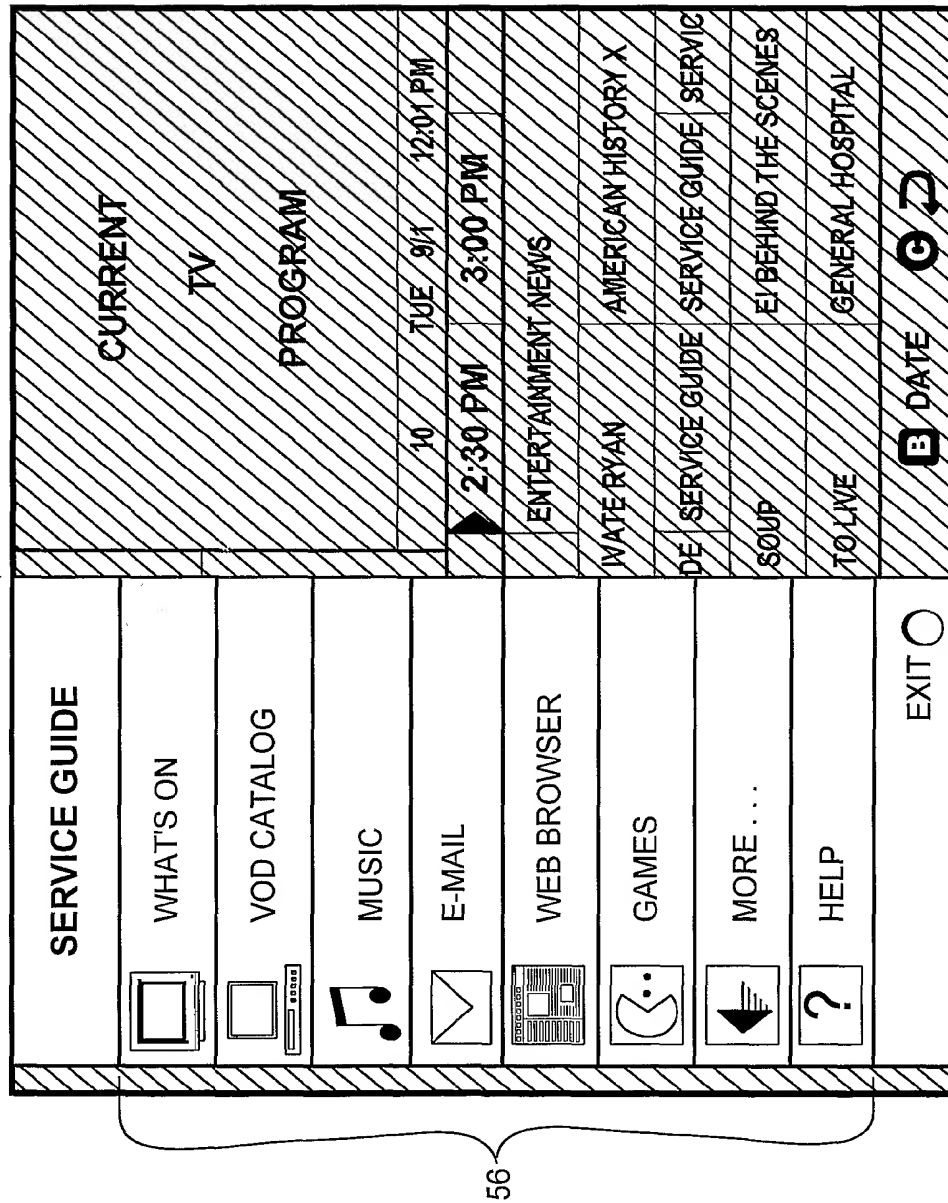 SERVICE GUIDE
WHAT'S ON
VOD CATALOG
MUSIC
E-MAIL
WEB BROWSER
GAMES
MORE . . . .
? HELP
EXIT
56
CURRENT
TV
PROGRAM
10 TUE 9/1 12:01 PM
2:30 PM 3:00 PM
ENTERTAINMENT NEWS
IVATE RYAN AMERICAN HISTORY X
DE SERVICE GUIDE SERVICE GUIDE SERVIC
SOUP E! BEHIND THE SCENES
TO LIVE GENERAL HOSPITAL
B DATE C